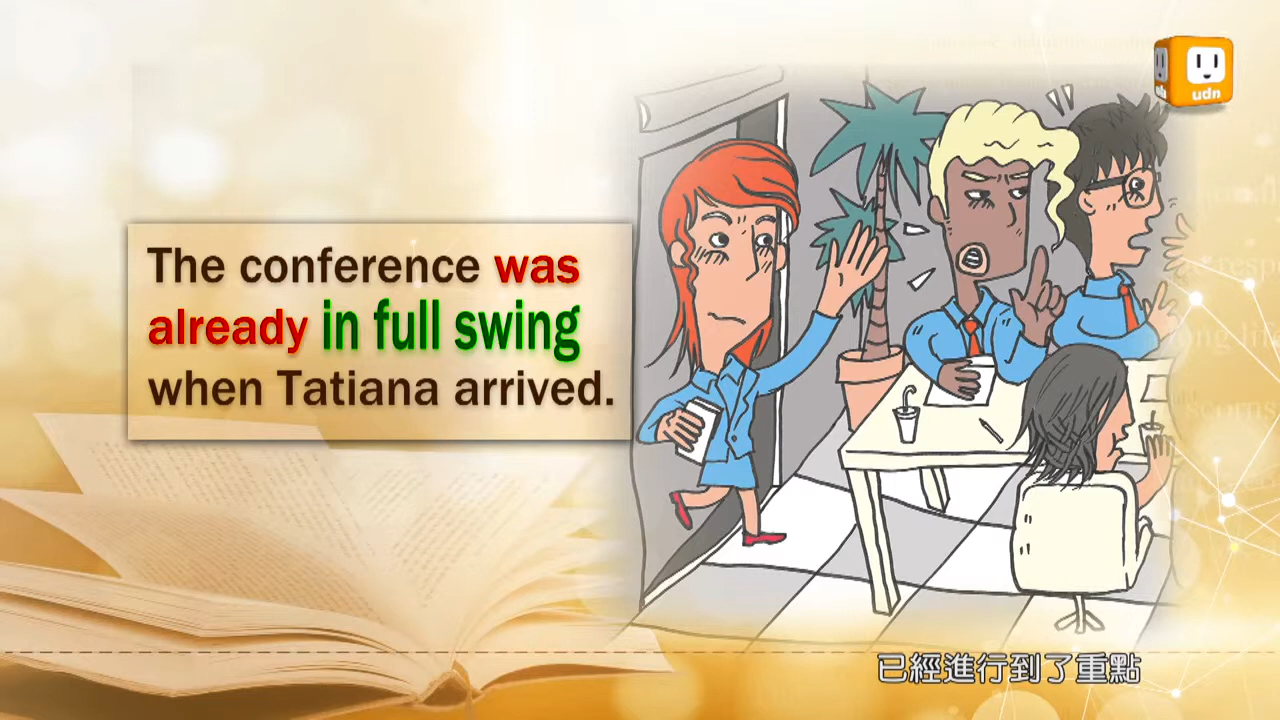 udn
The conference was
already in full swing
when Tatiana arrived.
已經進行到了重點